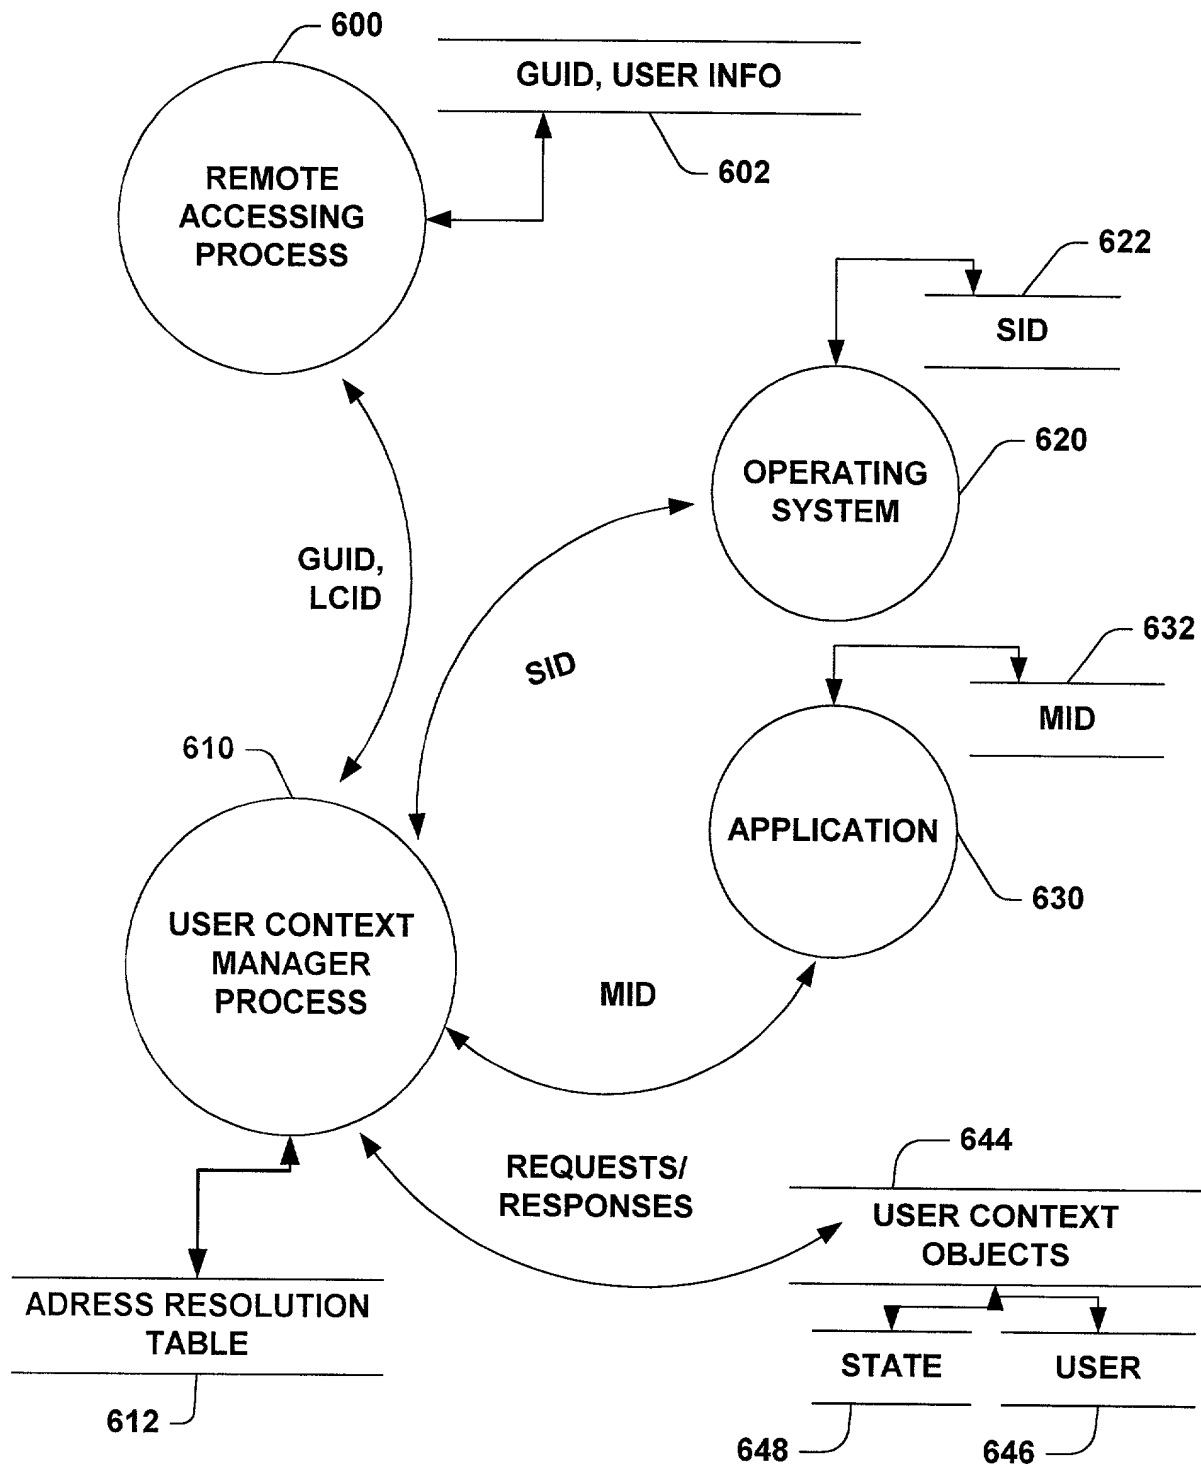 600
GUID, USER INFO
602
REMOTE
ACCESSING
PROCESS
622
SID
620
OPERATING
SYSTEM
GUID,
LCID
SID
632
MID
610
APPLICATION
630
USER CONTEXT
MANAGER
PROCESS
MID
644
REQUESTS/
RESPONSES
USER CONTEXT
OBJECTS
ADRESS RESOLUTION
TABLE
612
STATE
USER
648
646